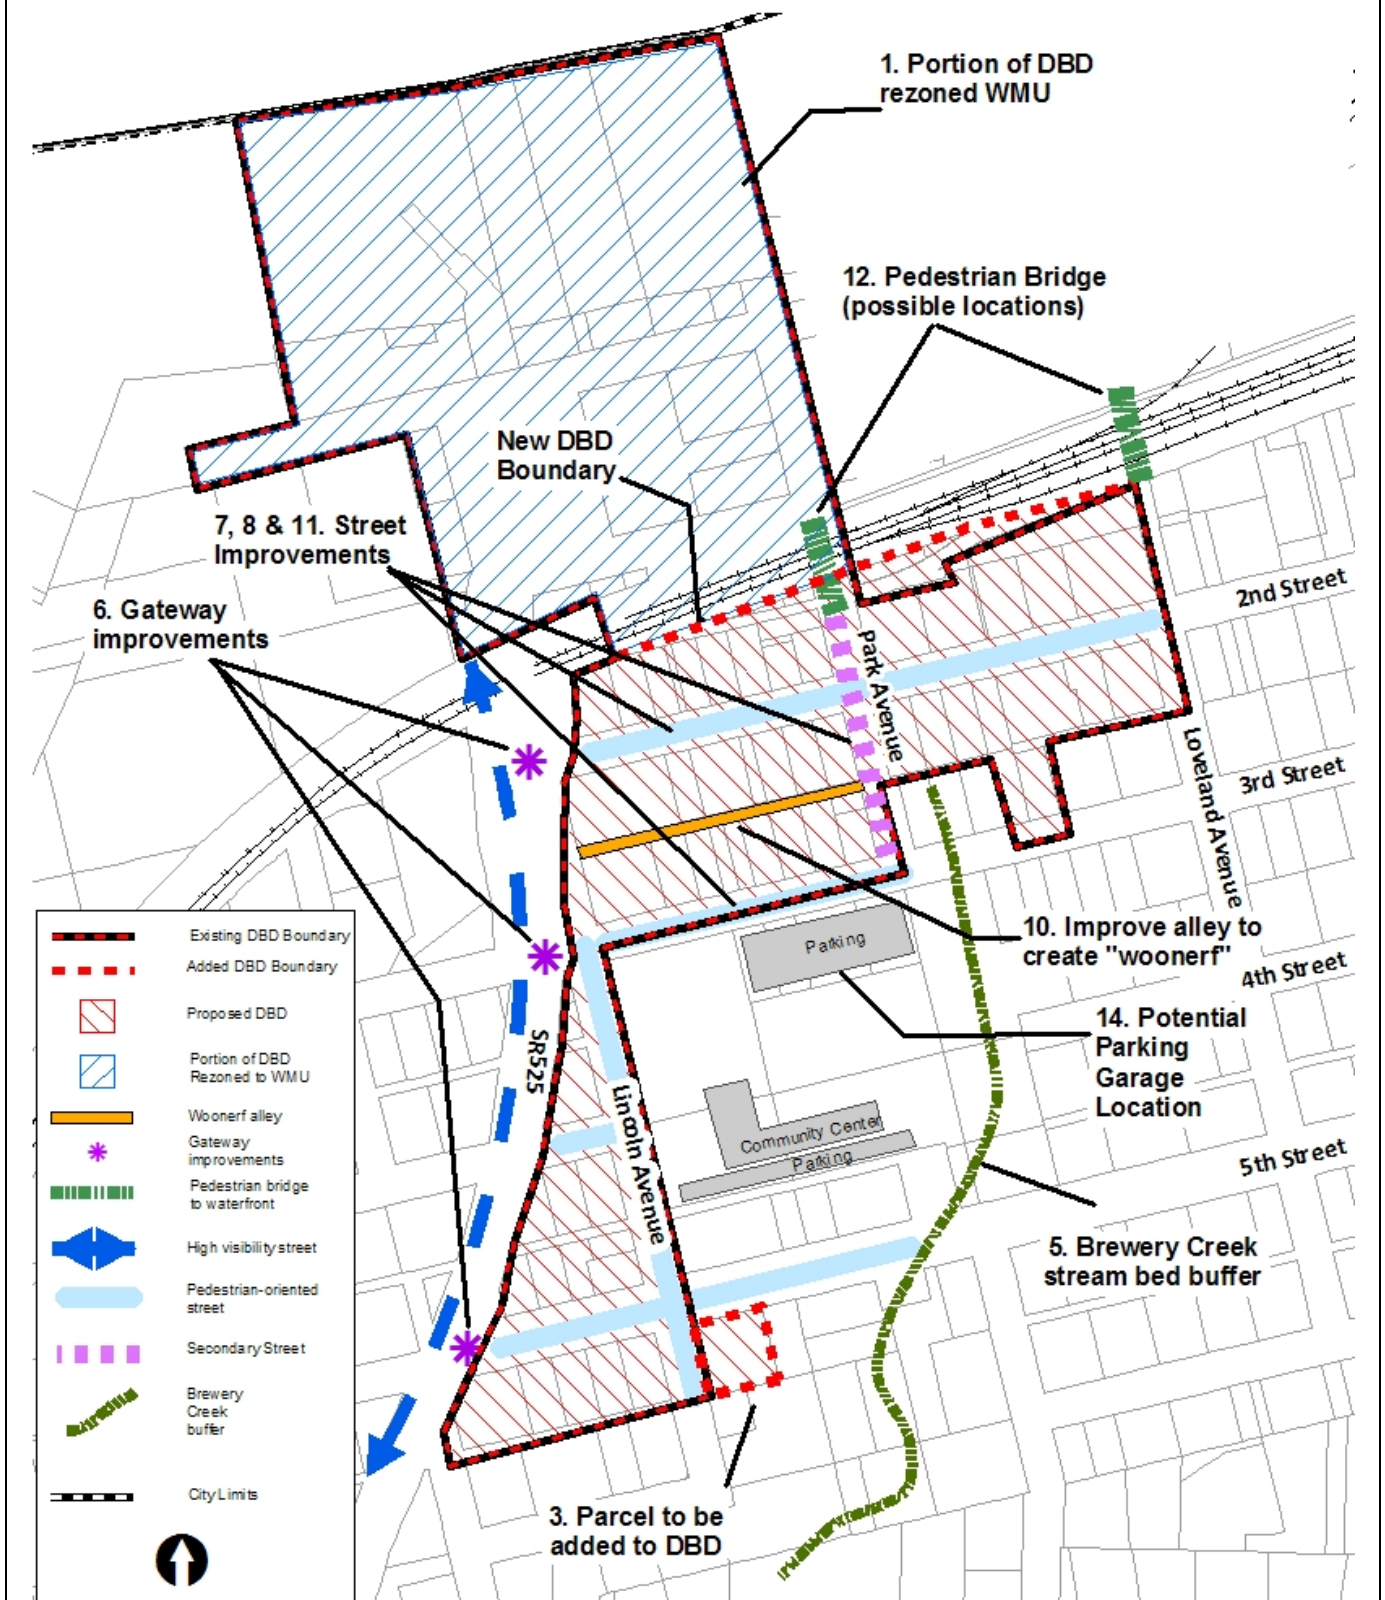 1. Portion of DBD
rezoned WMU
12. Pedestrian Bridge
(possible locations)
New DBD
Boundary
7, 8 & 11. Street
Improvements
6. Gateway
improvements
2nd Street
Park Avenue
Loveland Avenue
3rd Street
10. Improve alley to
create "woonerf"
4th Street
Parking
14. Potential
Parking
Garage
Location
SR525
Lincoln Avenue
Community Center
Parking
5th Street
5. Brewery Creek
stream bed buffer
3. Parcel to be
added to DBD
Existing DBD Boundary
Added DBD Boundary
Proposed DBD
Portion of DBD
Rezoned to WMU
Woonerf alley
Gateway
improvements
Pedestrian bridge
to waterfront
High visibility street
Pedestrian-oriented
street
Secondary Street
Brewery
Creek
buffer
City Limits